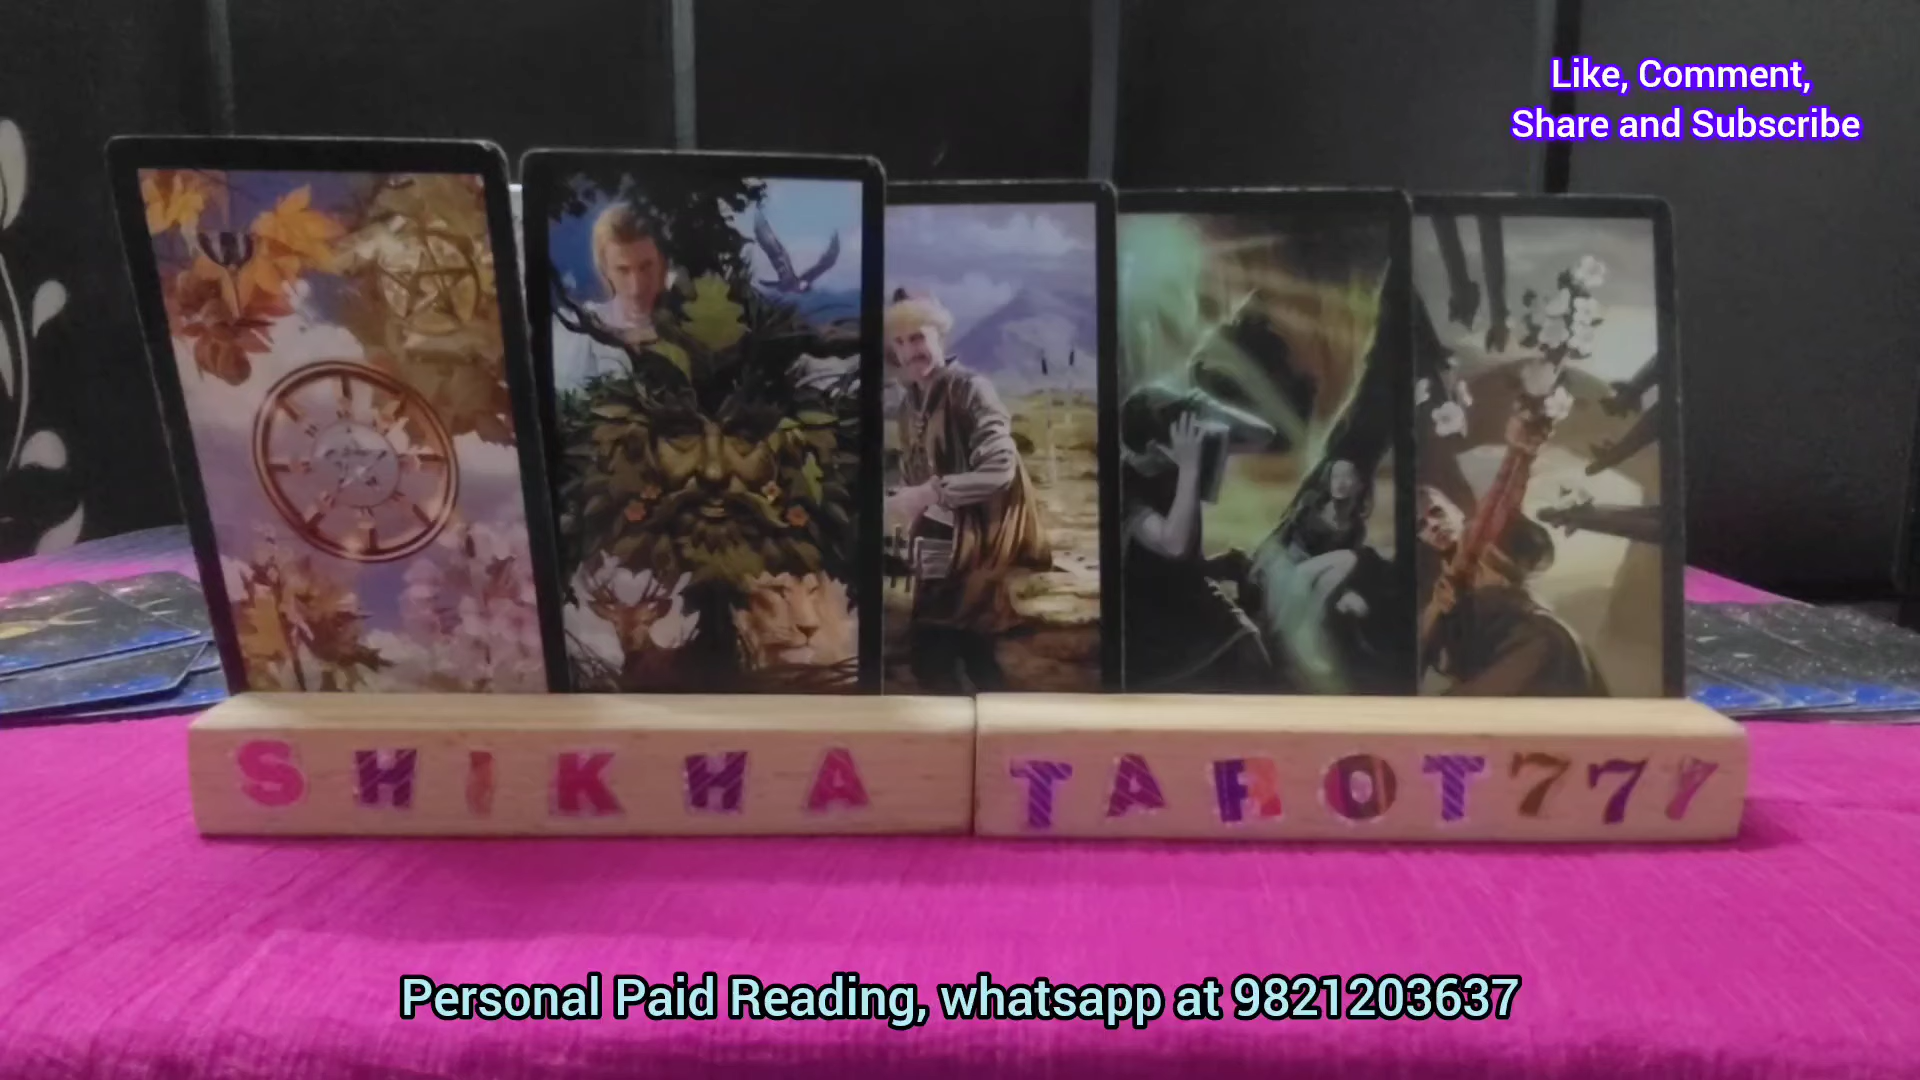 Like, Comment,
Share and Subscribe
SHIKHA TAROT777
Personal Paid Reading, whatsapp at 9821203637